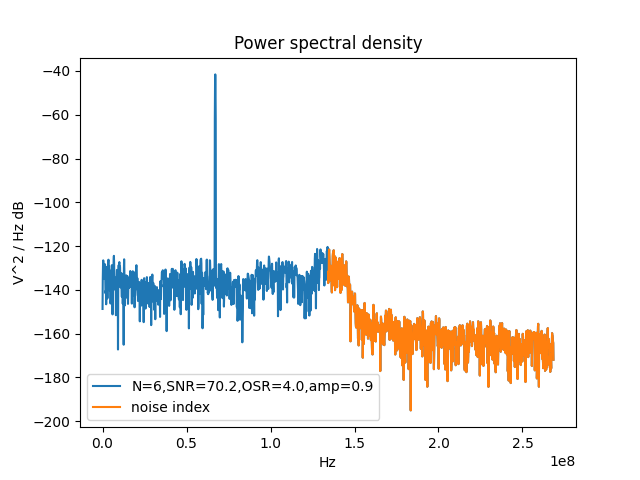 Power spectral density
V^2 / Hz dB
−40
−60
−80
−100
−120
−140
−160
−180
−200
N=6,SNR=70.2,OSR=4.0,amp=0.9
noise index
0.0 0.5 1.0 1.5 2.0 2.5
Hz
1e8